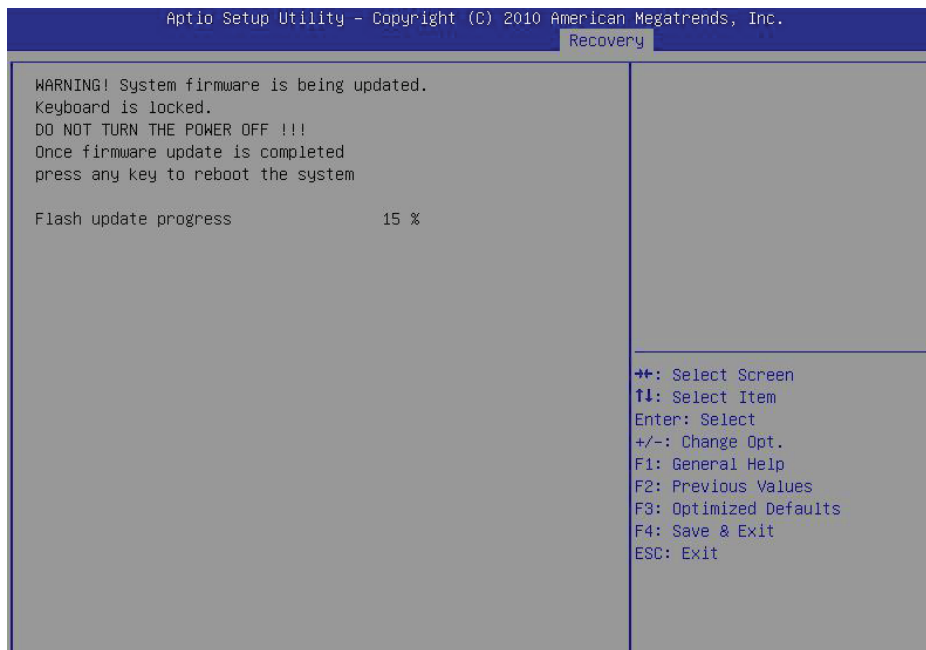 Aptio Setup Utility – Copyright (C) 2010 American Megatrends, Inc.
Recovery
WARNING! System firmware is being updated.
Keyboard is locked.
DO NOT TURN THE POWER OFF !!!
Once firmware update is completed
press any key to reboot the system
Flash update progress 15 %
→←: Select Screen
↑↓: Select Item
Enter: Select
+/-: Change Opt.
F1: General Help
F2: Previous Values
F3: Optimized Defaults
F4: Save & Exit
ESC: Exit